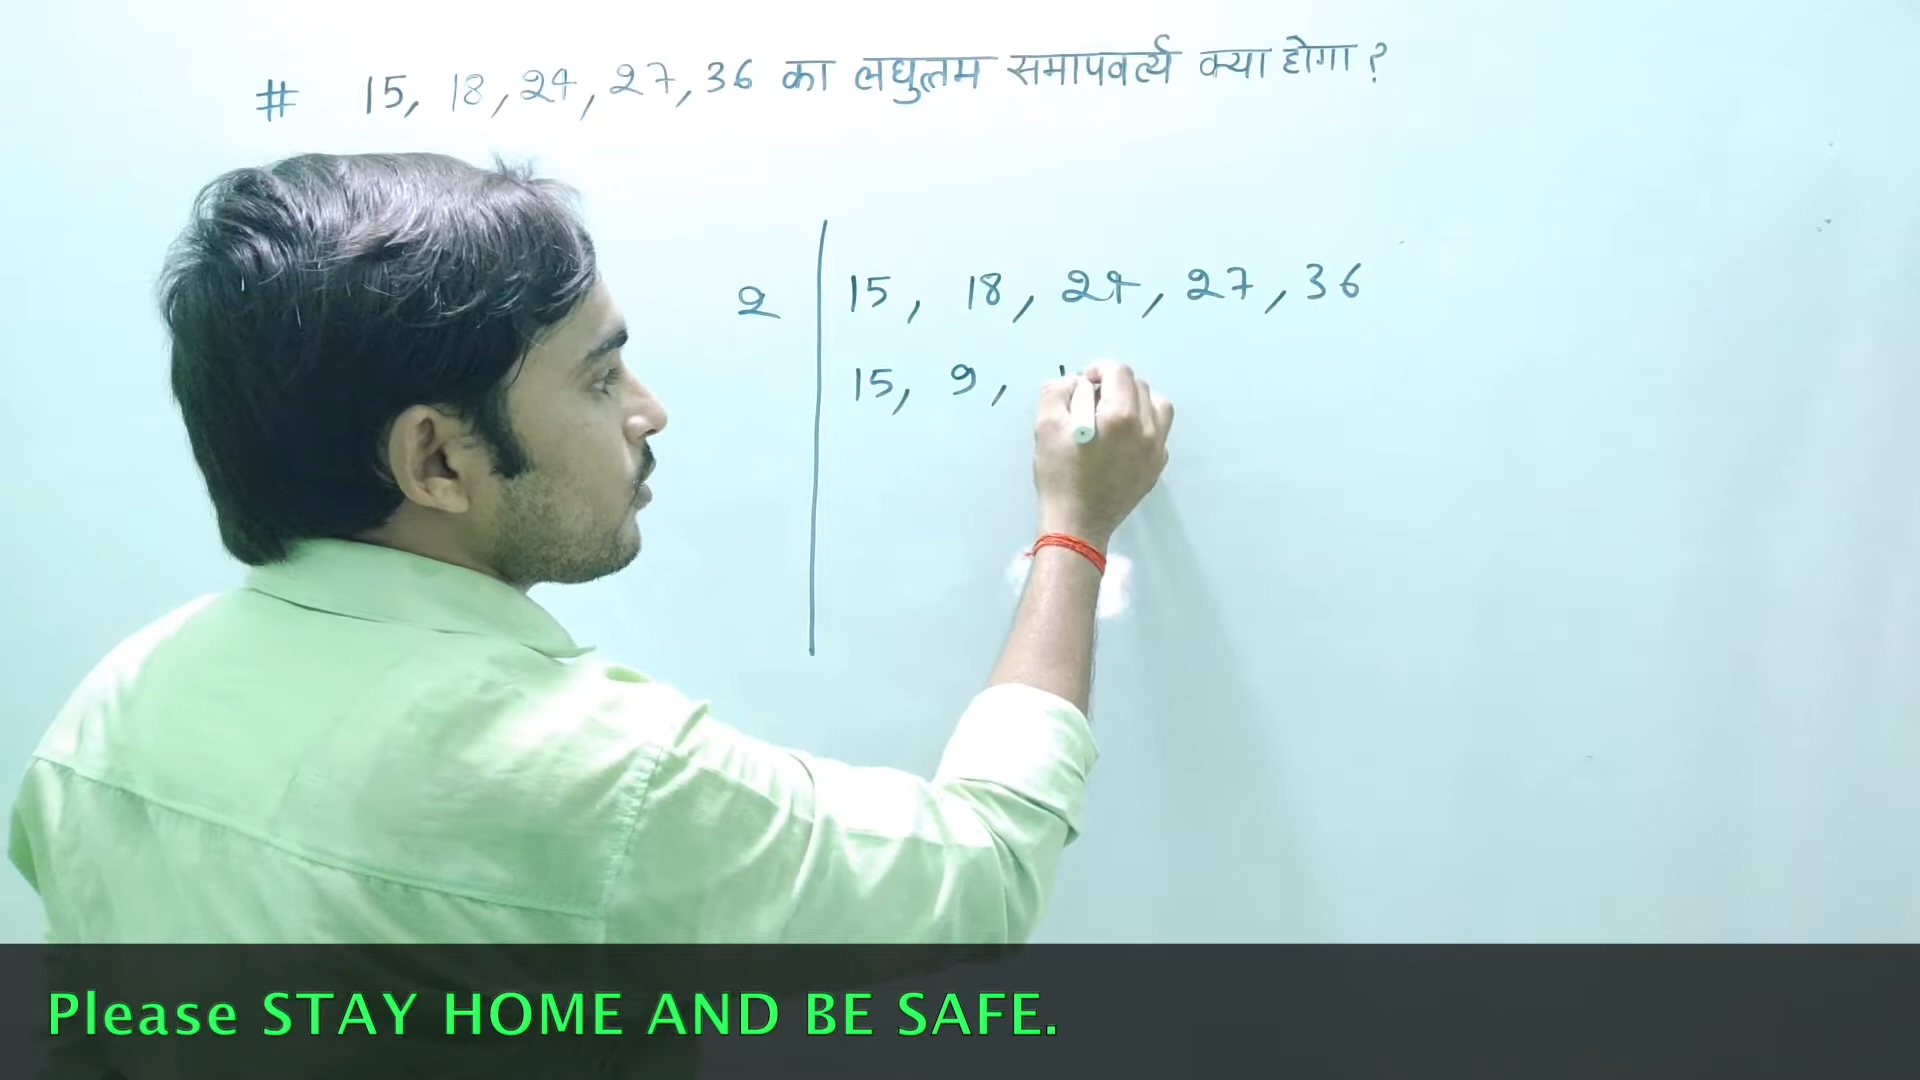 # 15, 18, 24, 27, 36 का लघुत्तम समापवर्त्य क्या होगा ?
2 | 15, 18, 24, 27, 36
15, 9, 1
Please STAY HOME AND BE SAFE.